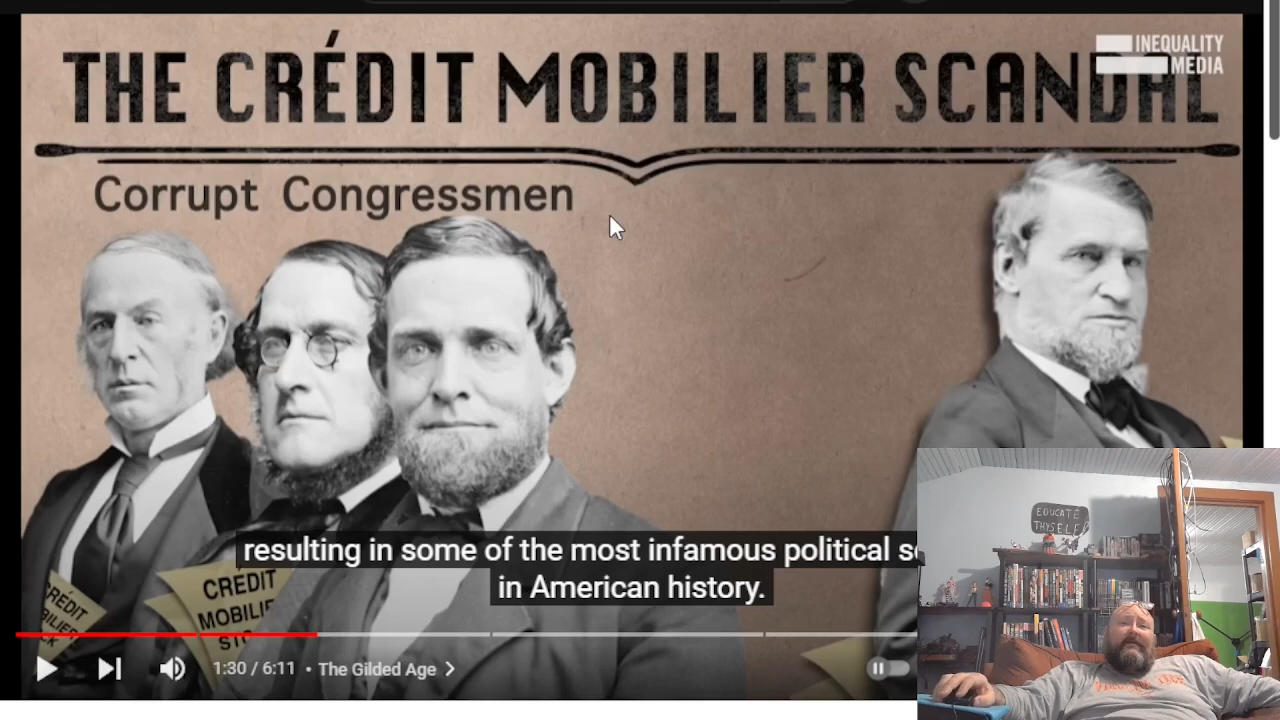 THE CRÉDIT MOBILIER SCANDAL
INEQUALITY
MEDIA
Corrupt Congressmen
CRÉDIT
CRÉDIT
MOBILIE
resulting in some of the most infamous political
in American history.
1:30 / 6:11 • The Gilded Age
EDUCATE
THYSELF